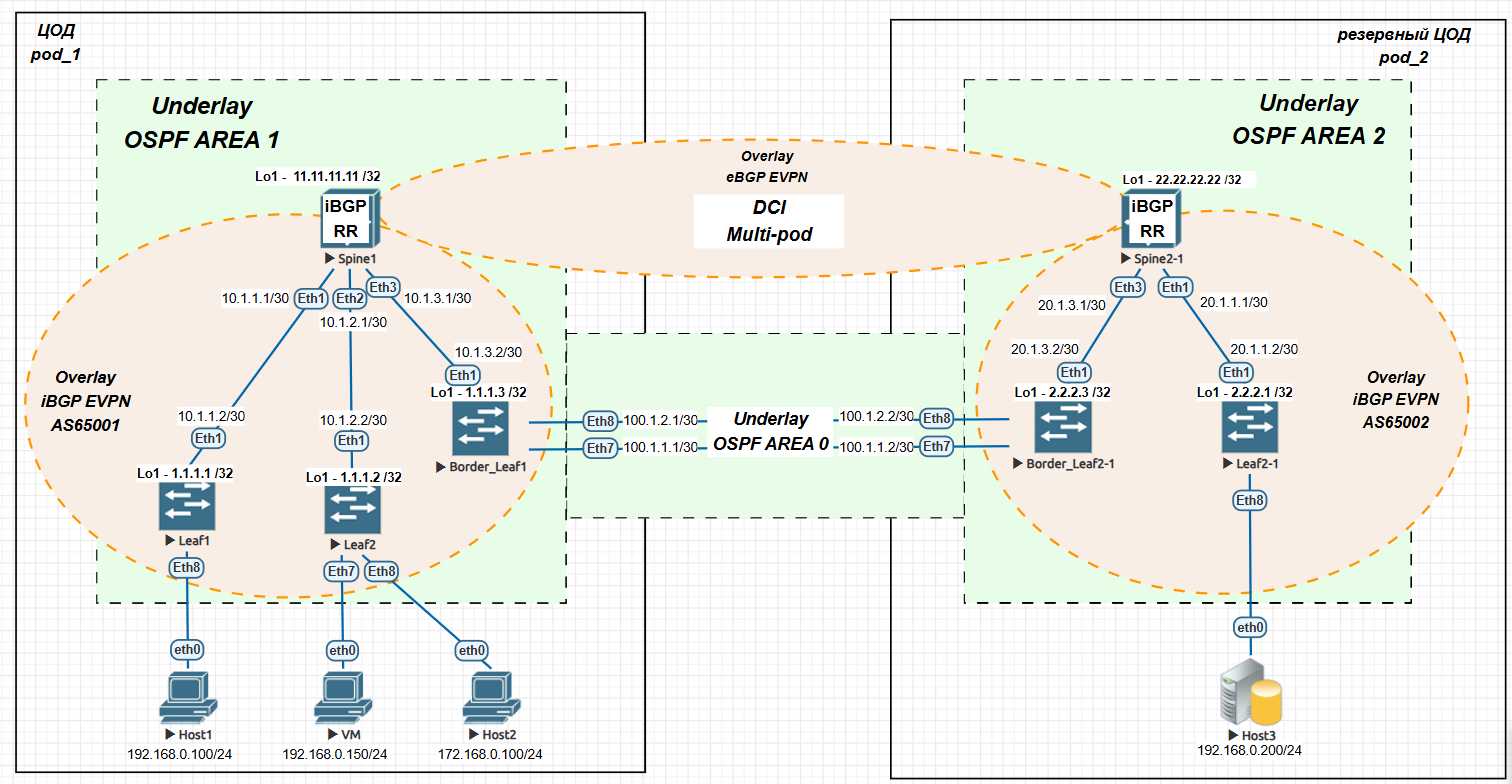 ЦОД
pod_1
резервный ЦОД
pod_2
Underlay
OSPF AREA 1
Underlay
OSPF AREA 2
Overlay
eBGP EVPN
DCI
Multi-pod
Lo1 - 11.11.11.11 /32
iBGP
RR
Spine1
Lo1 - 22.22.22.22 /32
iBGP
RR
Spine2-1
10.1.1.1/30
Eth1
Eth2
Eth3
10.1.3.1/30
10.1.2.1/30
Eth3
Eth1
20.1.3.1/30
20.1.1.1/30
10.1.3.2/30
Eth1
Lo1 - 1.1.1.3 /32
Border_Leaf1
20.1.3.2/30
Eth1
Lo1 - 2.2.2.3 /32
Border_Leaf2-1
20.1.1.2/30
Eth1
Lo1 - 2.2.2.1 /32
Leaf2-1
Eth8
Overlay
iBGP EVPN
AS65001
Overlay
iBGP EVPN
AS65002
Eth8
100.1.2.1/30
Eth7
100.1.1.1/30
Underlay
OSPF AREA 0
100.1.2.2/30
Eth8
100.1.1.2/30
Eth7
10.1.1.2/30
Eth1
Lo1 - 1.1.1.1 /32
Leaf1
Eth8
10.1.2.2/30
Eth1
Lo1 - 1.1.1.2 /32
Leaf2
Eth7
Eth8
eth0
Host1
192.168.0.100/24
eth0
VM
192.168.0.150/24
eth0
Host2
172.168.0.100/24
eth0
Host3
192.168.0.200/24